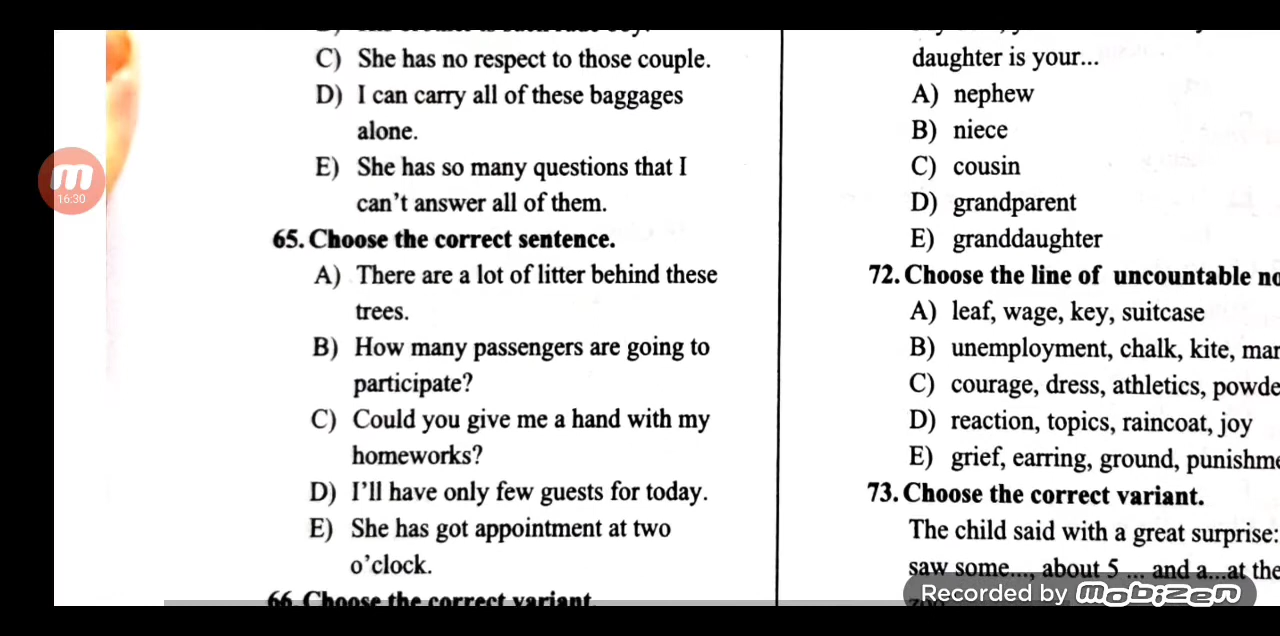 C) She has no respect to those couple.
D) I can carry all of these baggages
alone.
E) She has so many questions that I
can't answer all of them.
65. Choose the correct sentence.
A) There are a lot of litter behind these
trees.
B) How many passengers are going to
participate?
C) Could you give me a hand with my
homeworks?
D) I'll have only few guests for today.
E) She has got appointment at two
o'clock.
66. Choose the correct variant.
daughter is your...
A) nephew
B) niece
C) cousin
D) grandparent
E) granddaughter
72. Choose the line of uncountable
A) leaf, wage, key, suitcase
B) unemployment, chalk, kite,
C) courage, dress, athletics,
D) reaction, topics, raincoat, joy
E) grief, earring, ground,
73. Choose the correct variant.
The child said with a great surprise:
saw some..., about 5 ... and a...at the
16:30
Recorded by mobizen